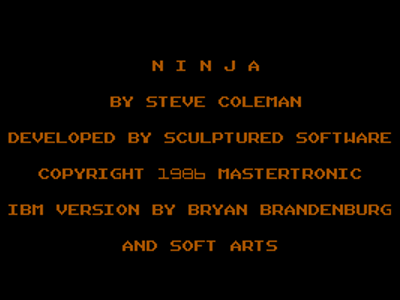 N I N J A
BY STEVE COLEMAN
DEVELOPED BY SCULPTURED SOFTWARE
COPYRIGHT 1986 MASTERTRONIC
IBM VERSION BY BRYAN BRANDENBURG
AND SOFT ARTS